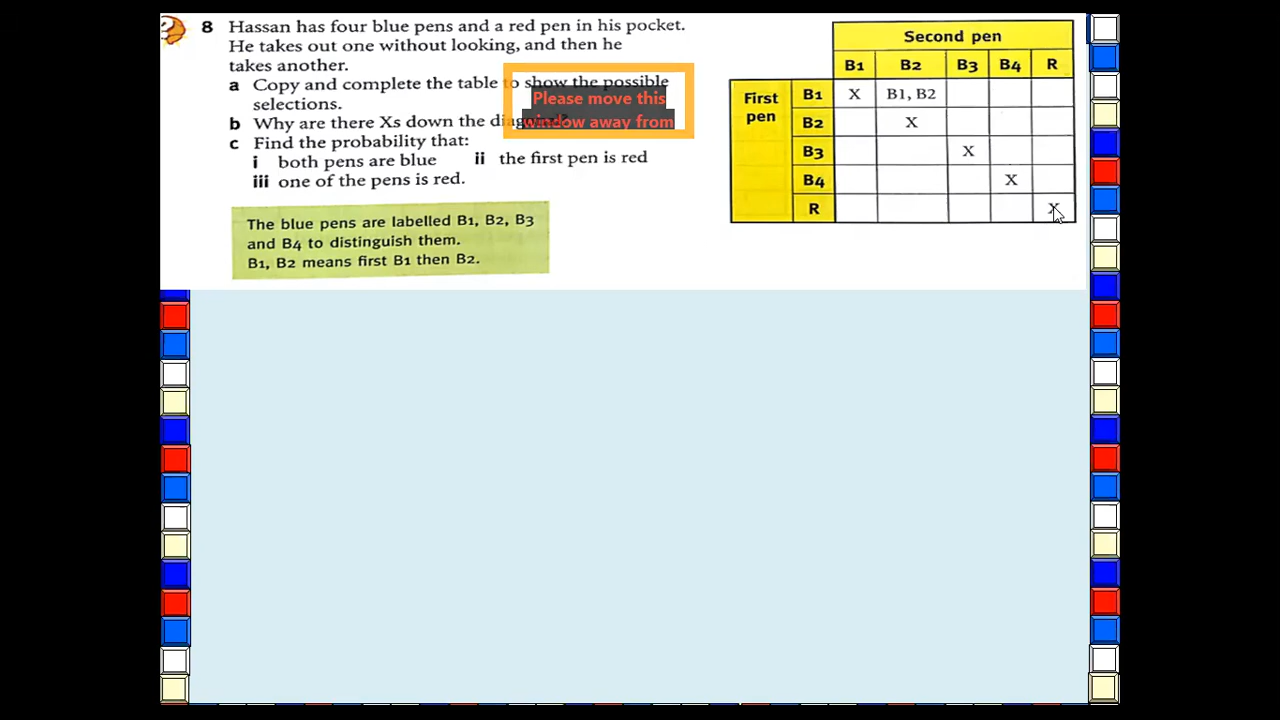 8 Hassan has four blue pens and a red pen in his pocket.
He takes out one without looking, and then he
takes another.
a Copy and complete the table to show the possible
selections.
b Why are there Xs down the
c Find the probability that:
i both pens are blue ii the first pen is red
iii one of the pens is red.
Please move this
window away from
The blue pens are labelled B1, B2, B3
and B4 to distinguish them.
B1, B2 means first B1 then B2.
Second pen
B1 B2 B3 B4 R
First pen
B1 X B1, B2
B2 X
B3 X
B4 X
R X